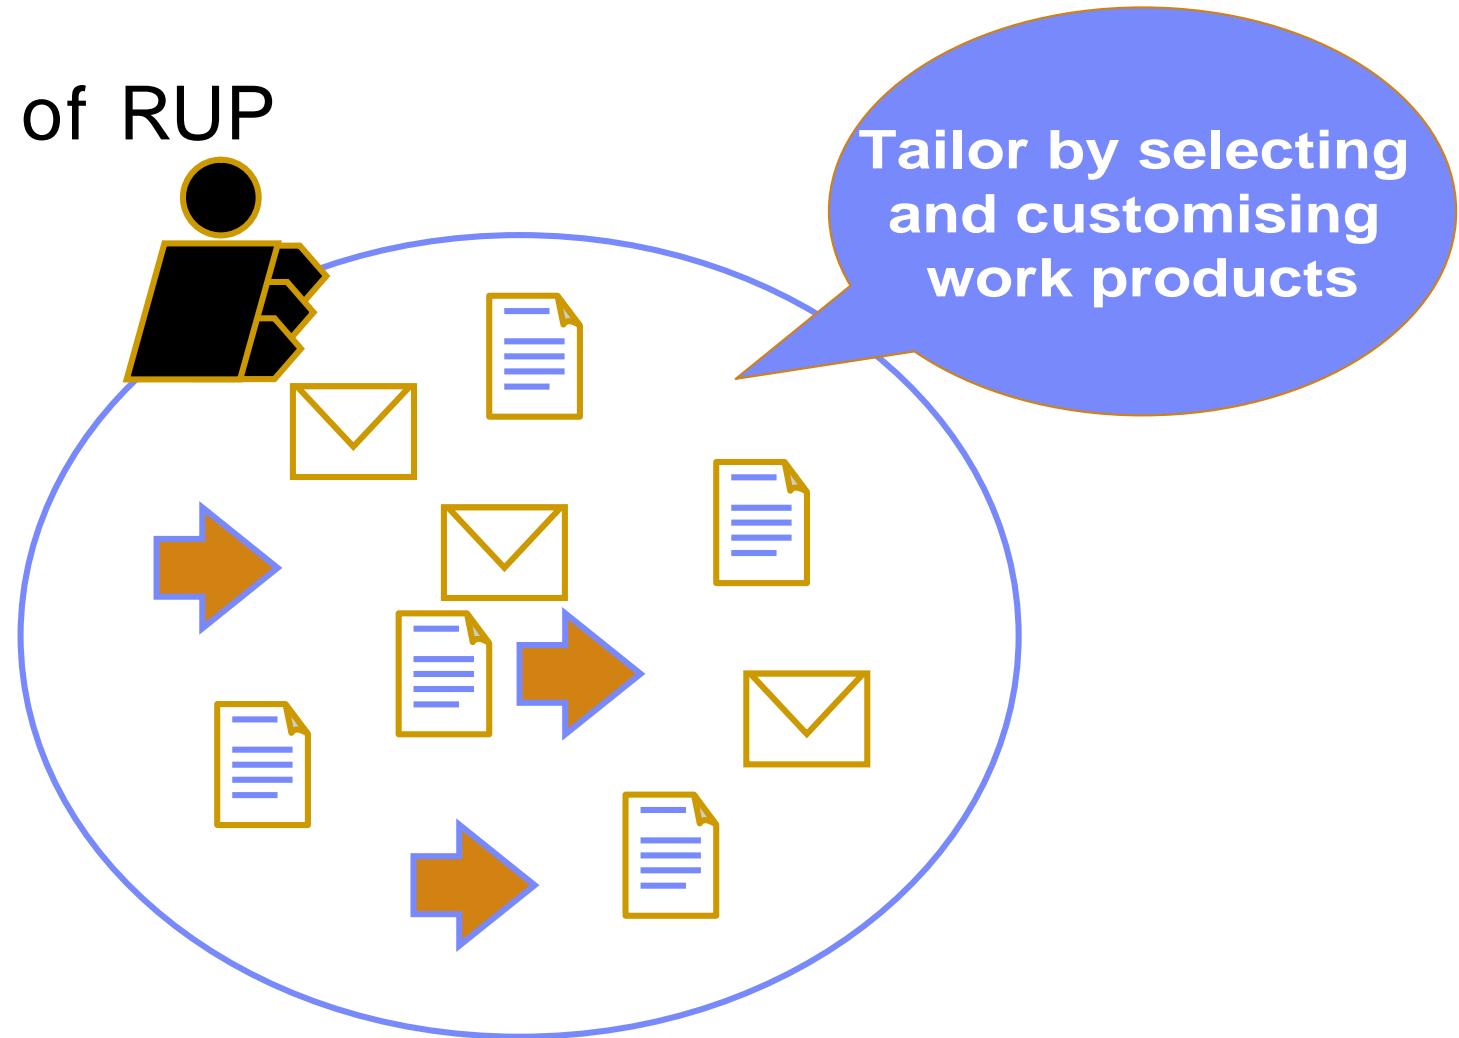 of RUP
Tailor by selecting
and customising
work products